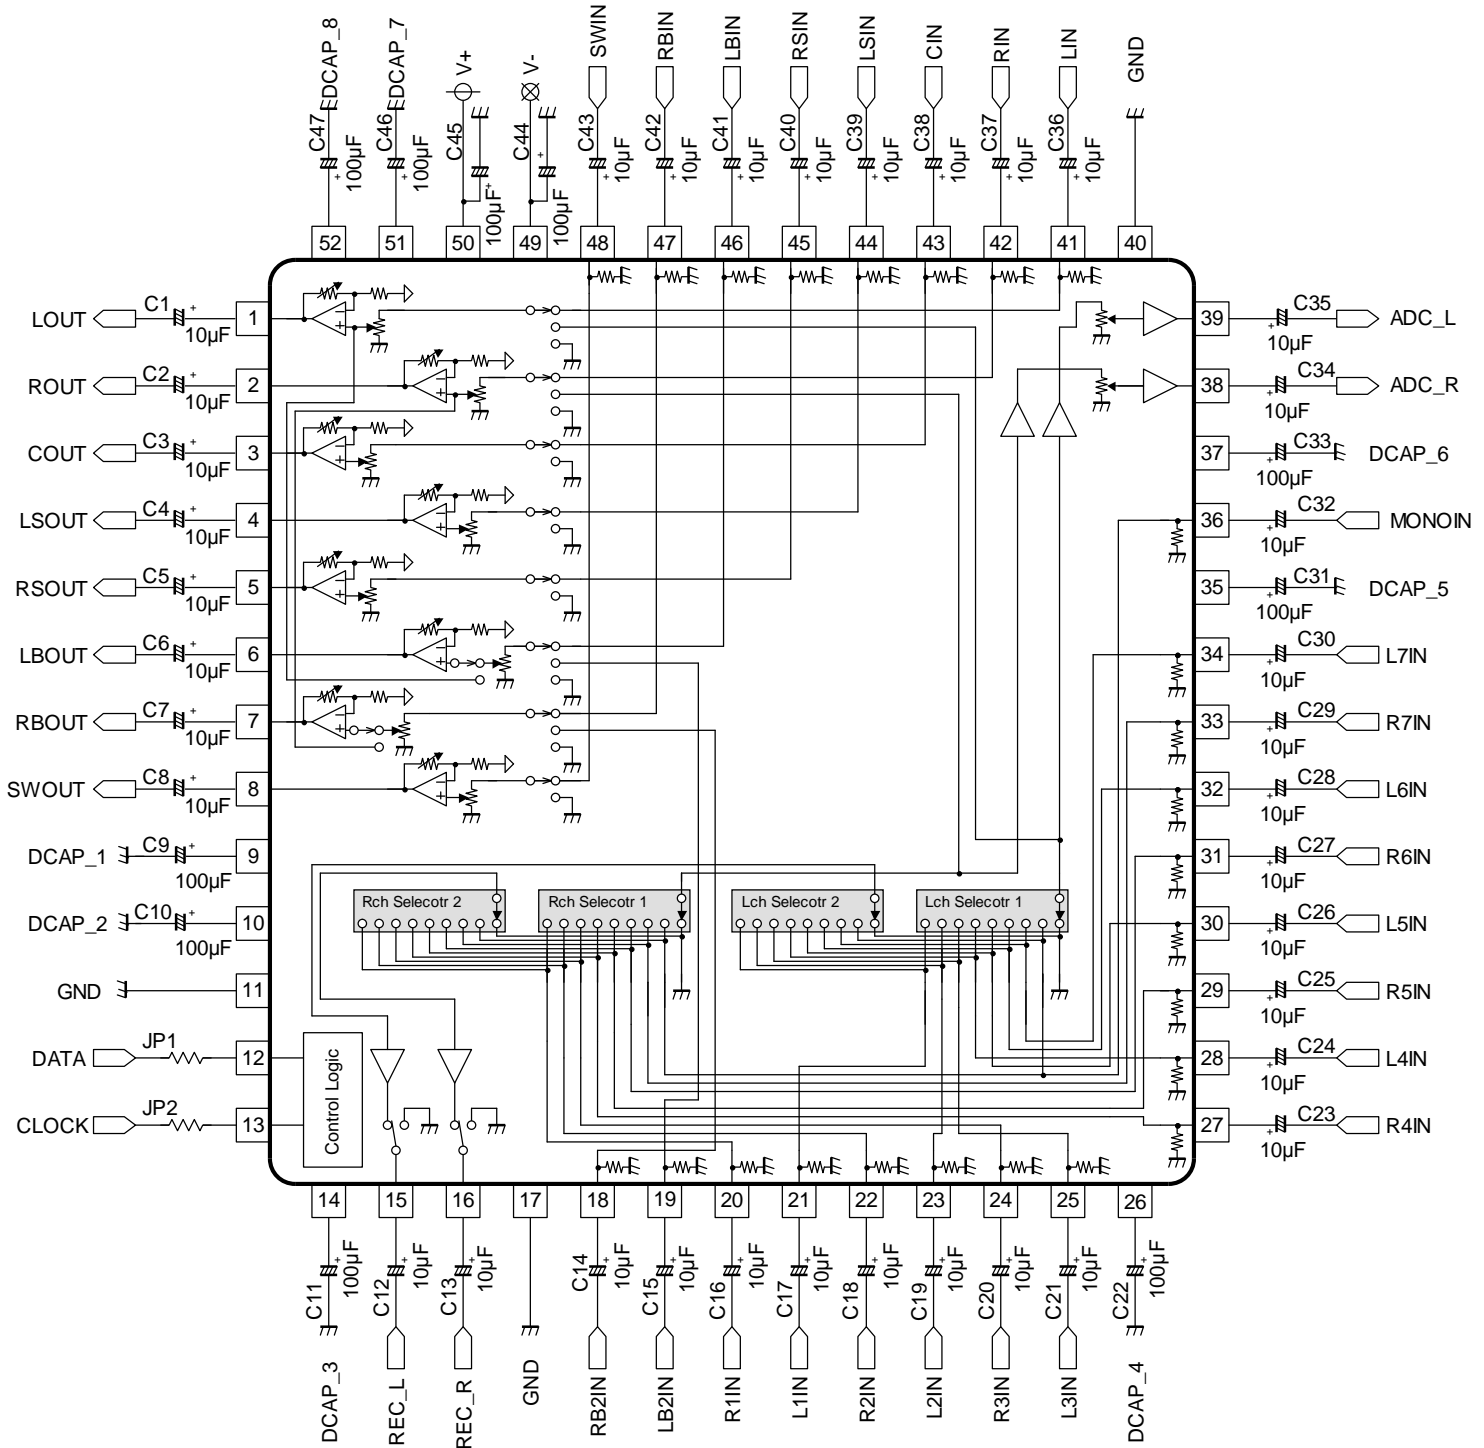 DCAP_8
C47
100µF
+
DCAP_7
C46
100µF
+
V+
C45
100µF
+
V-
C44
100µF
+
SWIN
C43
10µF
+
RBIN
C42
10µF
+
LBIN
C41
10µF
+
RSIN
C40
10µF
+
LSIN
C39
10µF
+
CIN
C38
10µF
+
RIN
C37
10µF
+
LIN
C36
10µF
+
GND
52 51 50 49 48 47 46 45 44 43 42 41 40
LOUT C1 + 10µF 1
ROUT C2 + 10µF 2
COUT C3 + 10µF 3
LSOUT C4 + 10µF 4
RSOUT C5 + 10µF 5
LBOUT C6 + 10µF 6
RBOUT C7 + 10µF 7
SWOUT C8 + 10µF 8
DCAP_1 C9 + 100µF 9
DCAP_2 C10 + 100µF 10
GND 11
DATA JP1 12
CLOCK JP2 13
39 C35 + 10µF ADC_L
38 C34 + 10µF ADC_R
37 C33 + 100µF DCAP_6
36 C32 + 10µF MONOIN
35 C31 + 100µF DCAP_5
34 C30 + 10µF L7IN
33 C29 + 10µF R7IN
32 C28 + 10µF L6IN
31 C27 + 10µF R6IN
30 C26 + 10µF L5IN
29 C25 + 10µF R5IN
28 C24 + 10µF L4IN
27 C23 + 10µF R4IN
Rch Selecotr 2
Rch Selecotr 1
Lch Selecotr 2
Lch Selecotr 1
Control Logic
14 15 16 17 18 19 20 21 22 23 24 25 26
C11
100µF
+
DCAP_3
C12
10µF
+
REC_L
C13
10µF
+
REC_R
GND
C14
10µF
+
RB2IN
C15
10µF
+
LB2IN
C16
10µF
+
R1IN
C17
10µF
+
L1IN
C18
10µF
+
R2IN
C19
10µF
+
L2IN
C20
10µF
+
R3IN
C21
10µF
+
L3IN
C22
100µF
+
DCAP_4